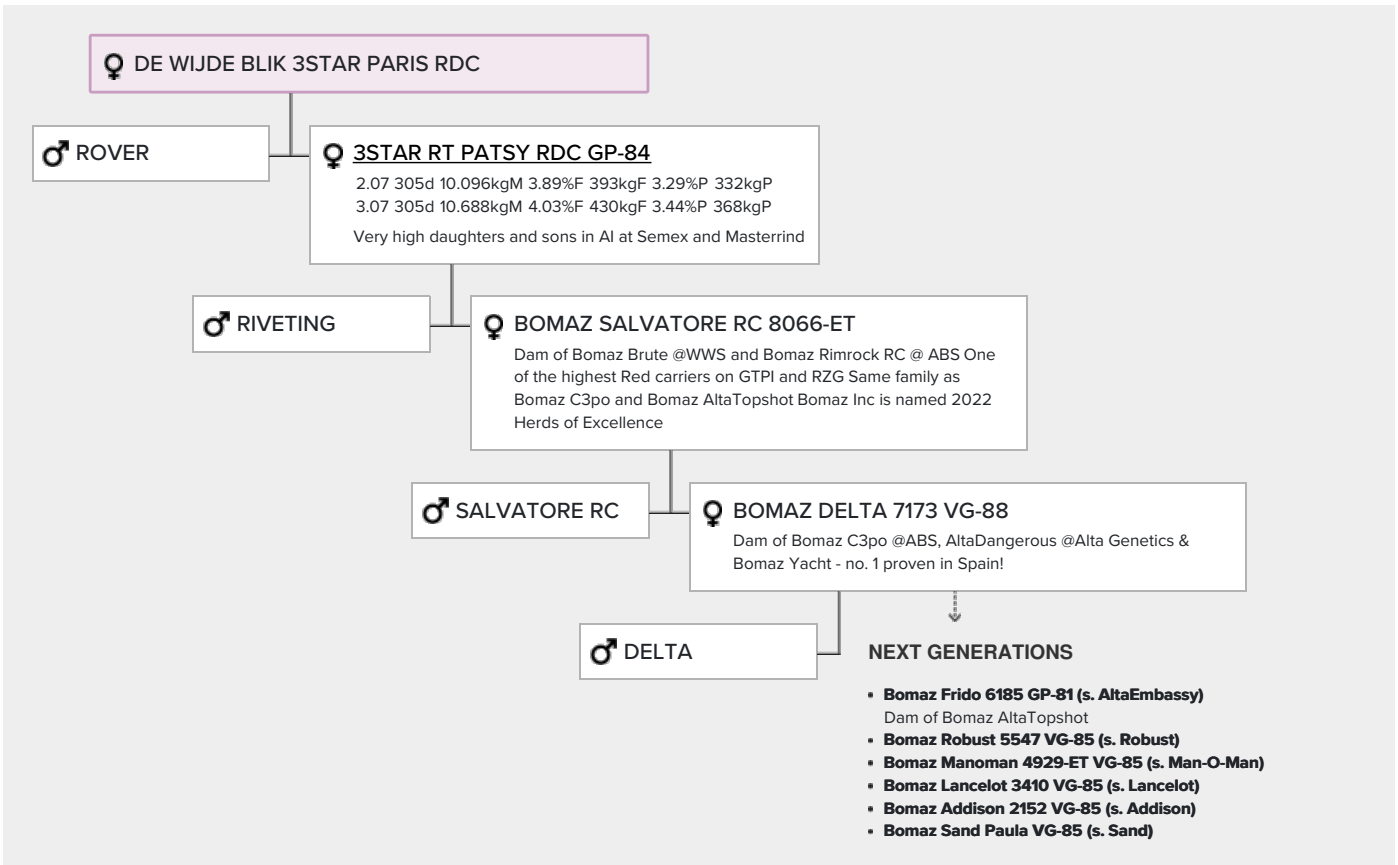 DE WIJDE BLIK 3STAR PARIS RDC
ROVER
3STAR RT PATSY RDC GP-84
2.07 305d 10.096kgM 3.89%F 393kgF 3.29%P 332kgP
3.07 305d 10.688kgM 4.03%F 430kgF 3.44%P 368kgP
Very high daughters and sons in AI at Semex and Masterrind
RIVETING
BOMAZ SALVATORE RC 8066-ET
Dam of Bomaz Brute @WWS and Bomaz Rimrock RC @ ABS One
of the highest Red carriers on GTPI and RZG Same family as
Bomaz C3po and Bomaz AltaTopshot Bomaz Inc is named 2022
Herds of Excellence
SALVATORE RC
BOMAZ DELTA 7173 VG-88
Dam of Bomaz C3po @ABS, AltaDangerous @Alta Genetics &
Bomaz Yacht - no. 1 proven in Spain!
DELTA
NEXT GENERATIONS
• Bomaz Frido 6185 GP-81 (s. AltaEmbassy)
Dam of Bomaz AltaTopshot
• Bomaz Robust 5547 VG-85 (s. Robust)
• Bomaz Manoman 4929-ET VG-85 (s. Man-O-Man)
• Bomaz Lancelot 3410 VG-85 (s. Lancelot)
• Bomaz Addison 2152 VG-85 (s. Addison)
• Bomaz Sand Paula VG-85 (s. Sand)